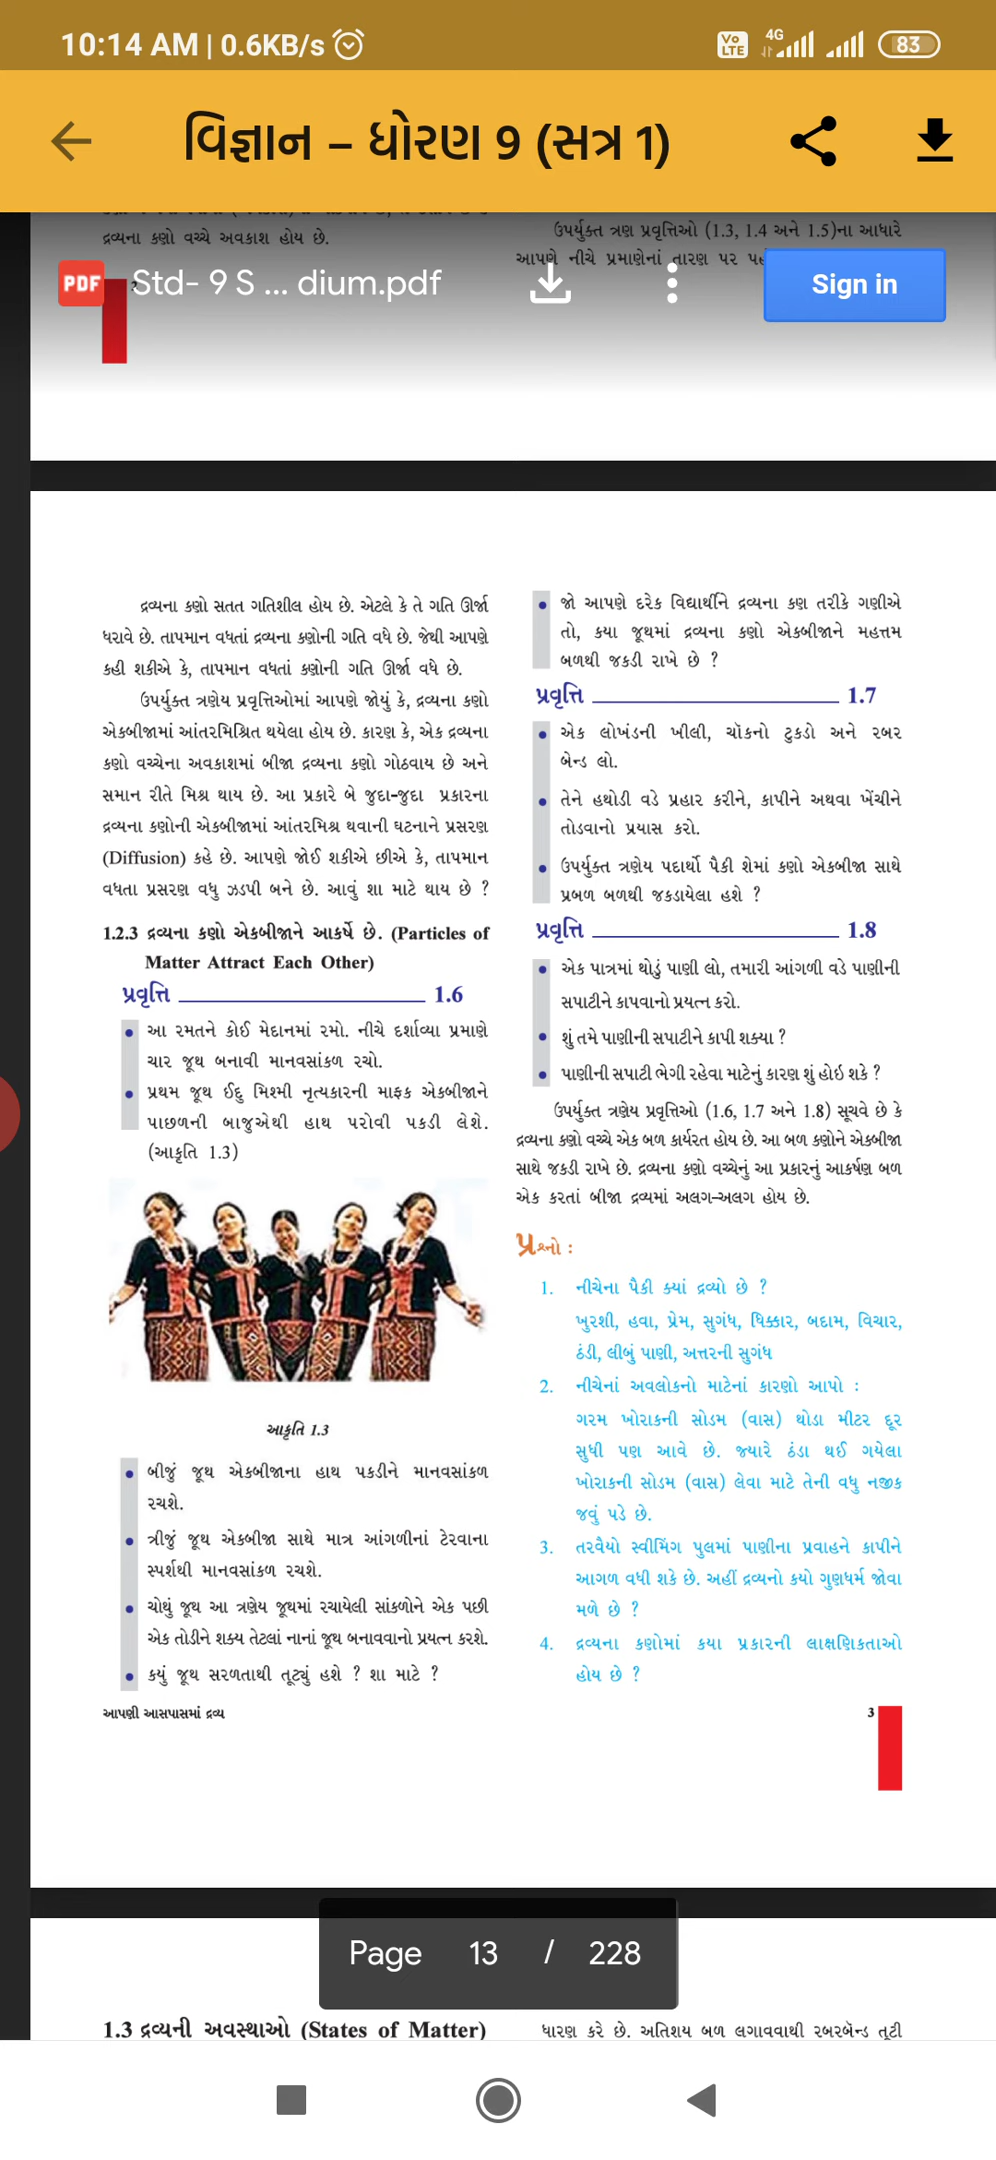 10:14 AM | 0.6KB/s
Vo LTE 4G 83
વિજ્ઞાન – ધોરણ 9 (સત્ર 1)
દ્રવ્યના કણો વચ્ચે અવકાશ હોય છે.
ઉપર્યુક્ત ત્રણ પ્રવૃત્તિઓ (1.3, 1.4 અને 1.5)ના આધારે
આપણે નીચે પ્રમાણેનાં તારણ પર
PDF Std- 9 S ... dium.pdf
Sign in
દ્રવ્યના કણો સતત ગતિશીલ હોય છે. એટલે કે તે ગતિ ઊર્જા
ધરાવે છે. તાપમાન વધતાં દ્રવ્યના કણોની ગતિ વધે છે. જેથી આપણે
કહી શકીએ કે, તાપમાન વધતાં કણોની ગતિ ઊર્જા વધે છે.
ઉપર્યુક્ત ત્રણેય પ્રવૃત્તિઓમાં આપણે જોયું કે, દ્રવ્યના કણો
એકબીજામાં આંતરમિશ્રિત થયેલા હોય છે. કારણ કે, એક દ્રવ્યના
કણો વચ્ચેના અવકાશમાં બીજા દ્રવ્યના કણો ગોઠવાય છે અને
સમાન રીતે મિશ્ર થાય છે. આ પ્રકારે બે જુદા-જુદા પ્રકારના
દ્રવ્યના કણોની એકબીજામાં આંતરમિશ્ર થવાની ઘટનાને પ્રસરણ
(Diffusion) કહે છે. આપણે જોઈ શકીએ છીએ કે, તાપમાન
વધતા પ્રસરણ વધુ ઝડપી બને છે. આવું શા માટે થાય છે ?
1.2.3 દ્રવ્યના કણો એકબીજાને આકર્ષે છે. (Particles of
Matter Attract Each Other)
પ્રવૃત્તિ 1.6
• આ રમતને કોઈ મેદાનમાં રમો. નીચે દર્શાવ્યા પ્રમાણે
ચાર જૂથ બનાવી માનવસાંકળ રચો.
• પ્રથમ જૂથ ઈદુ મિશ્મી નૃત્યકારની માફક એકબીજાને
પાછળની બાજુએથી હાથ પરોવી પકડી લેશે.
(આકૃતિ 1.3)
આકૃતિ 1.3
• બીજું જૂથ એકબીજાના હાથ પકડીને માનવસાંકળ
રચશે.
• ત્રીજું જૂથ એકબીજા સાથે માત્ર આંગળીનાં ટેરવાના
સ્પર્શથી માનવસાંકળ રચશે.
• ચોથું જૂથ આ ત્રણેય જૂથમાં રચાયેલી સાંકળોને એક પછી
એક તોડીને શક્ય તેટલાં નાનાં જૂથ બનાવવાનો પ્રયત્ન કરશે.
• કયું જૂથ સરળતાથી તૂટ્યું હશે ? શા માટે ?
આપણી આસપાસમાં દ્રવ્ય
• જો આપણે દરેક વિદ્યાર્થીને દ્રવ્યના કણ તરીકે ગણીએ
તો, કયા જૂથમાં દ્રવ્યના કણો એકબીજાને મહત્તમ
બળથી જકડી રાખે છે ?
પ્રવૃત્તિ 1.7
• એક લોખંડની ખીલી, ચૉકનો ટુકડો અને રબર
બેન્ડ લો.
• તેને હથોડી વડે પ્રહાર કરીને, કાપીને અથવા ખેંચીને
તોડવાનો પ્રયાસ કરો.
• ઉપર્યુક્ત ત્રણેય પદાર્થો પૈકી શેમાં કણો એકબીજા સાથે
પ્રબળ બળથી જકડાયેલા હશે ?
પ્રવૃત્તિ 1.8
• એક પાત્રમાં થોડું પાણી લો, તમારી આંગળી વડે પાણીની
સપાટીને કાપવાનો પ્રયત્ન કરો.
• શું તમે પાણીની સપાટીને કાપી શક્યા ?
• પાણીની સપાટી ભેગી રહેવા માટેનું કારણ શું હોઈ શકે ?
ઉપર્યુક્ત ત્રણેય પ્રવૃત્તિઓ (1.6, 1.7 અને 1.8) સૂચવે છે કે
દ્રવ્યના કણો વચ્ચે એક બળ કાર્યરત હોય છે. આ બળ કણોને એકબીજા
સાથે જકડી રાખે છે. દ્રવ્યના કણો વચ્ચેનું આ પ્રકારનું આકર્ષણ બળ
એક કરતાં બીજા દ્રવ્યમાં અલગ-અલગ હોય છે.
પ્રશ્નો :
1. નીચેના પૈકી ક્યાં દ્રવ્યો છે ?
ખુરશી, હવા, પ્રેમ, સુગંધ, ધિક્કાર, બદામ, વિચાર,
ઠંડી, લીબું પાણી, અત્તરની સુગંધ
2. નીચેનાં અવલોકનો માટેનાં કારણો આપો :
ગરમ ખોરાકની સોડમ (વાસ) થોડા મીટર દૂર
સુધી પણ આવે છે. જ્યારે ઠંડા થઈ ગયેલા
ખોરાકની સોડમ (વાસ) લેવા માટે તેની વધુ નજીક
જવું પડે છે.
3. તરવૈયો સ્વીમિંગ પુલમાં પાણીના પ્રવાહને કાપીને
આગળ વધી શકે છે. અહીં દ્રવ્યનો કયો ગુણધર્મ જોવા
મળે છે ?
4. દ્રવ્યના કણોમાં કયા પ્રકારની લાક્ષણિકતાઓ
હોય છે ?
3
Page 13 / 228
1.3 દ્રવ્યની અવસ્થાઓ (States of Matter)
ધારણ કરે છે. અતિશય બળ લગાવવાથી રબરબૅન્ડ તૂટી